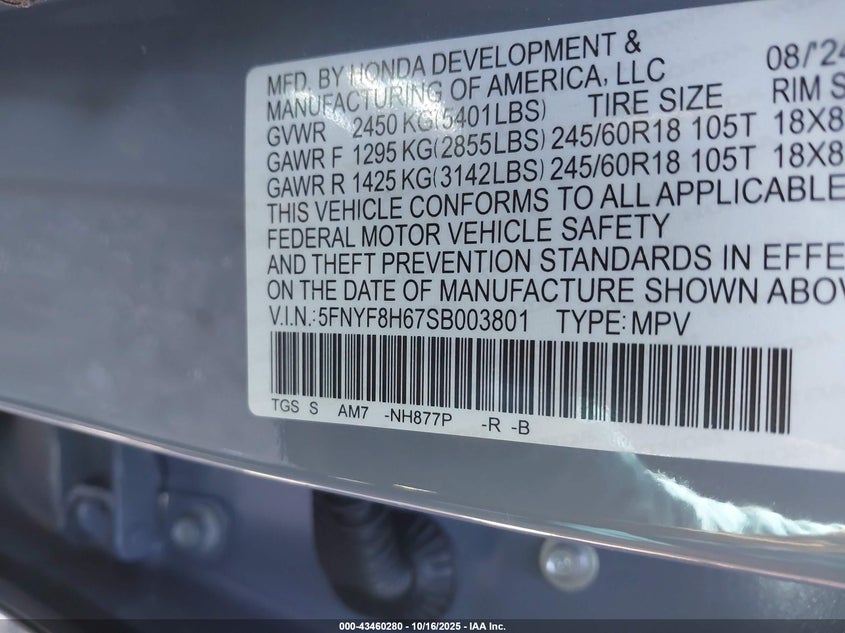 MFD. BY HONDA DEVELOPMENT & 08/'24
MANUFACTURING OF AMERICA, LLC
GVWR 2450 KG(5401LBS) TIRE SIZE RIM S
GAWR F 1295 KG(2855LBS) 245/60R18 105T 18X8
GAWR R 1425 KG(3142LBS) 245/60R18 105T 18X8
THIS VEHICLE CONFORMS TO ALL APPLICABLE
FEDERAL MOTOR VEHICLE SAFETY
AND THEFT PREVENTION STANDARDS IN EFFE
ON THE DATE OF MANUFACTURE SHOWN ABOV
V.I.N.:5FNYF8H67SB003801 TYPE:MPV
TGS S AM7 -NH877P -R -B
000-43460280 - 10/16/2025 - IAA Inc.